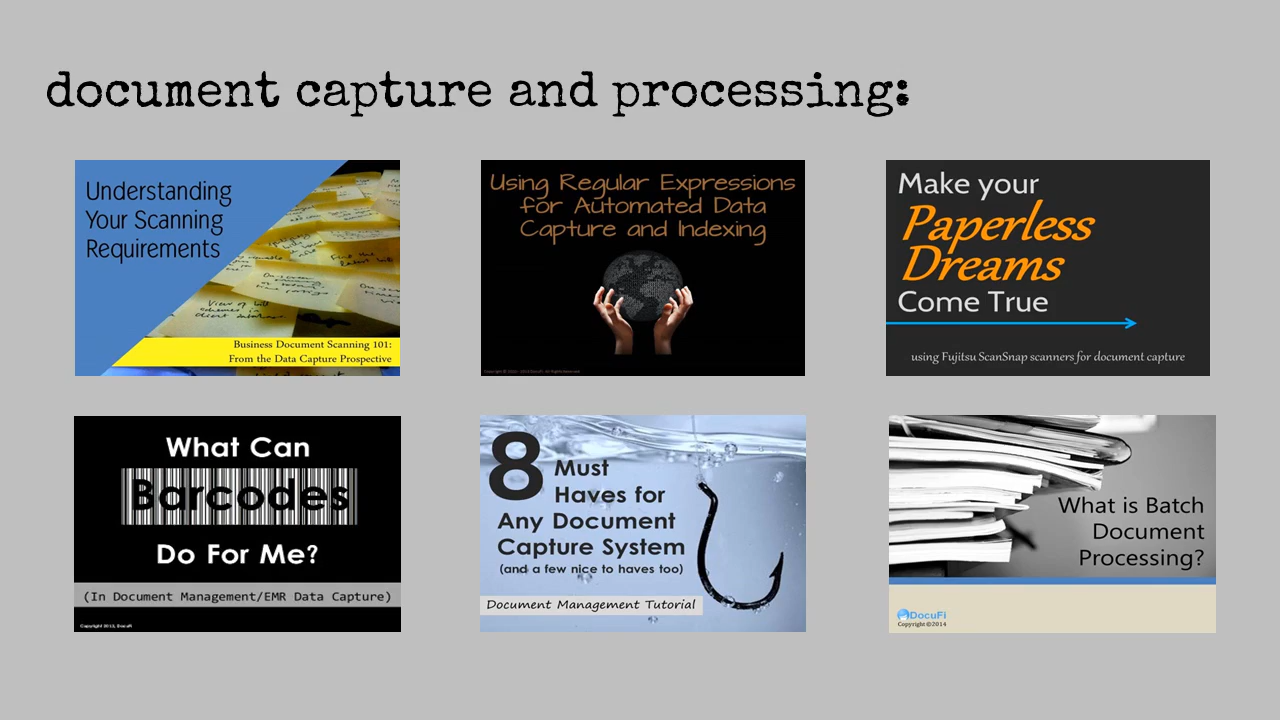 document capture and processing:
Understanding
Your Scanning
Requirements
Business Document Scanning 101:
From the Data Capture Prospective
Using Regular Expressions
for Automated Data
Capture and Indexing
Make your
Paperless
Dreams
Come True
using Fujitsu ScanSnap scanners for document capture
What Can
Barcodes
Do For Me?
(In Document Management/EMR Data Capture)
Copyright 2013, DocuFi
8 Must
Haves for
Any Document
Capture System
(and a few nice to haves too)
Document Management Tutorial
What is Batch
Document
Processing?
DocuFi
Copyright ©2014